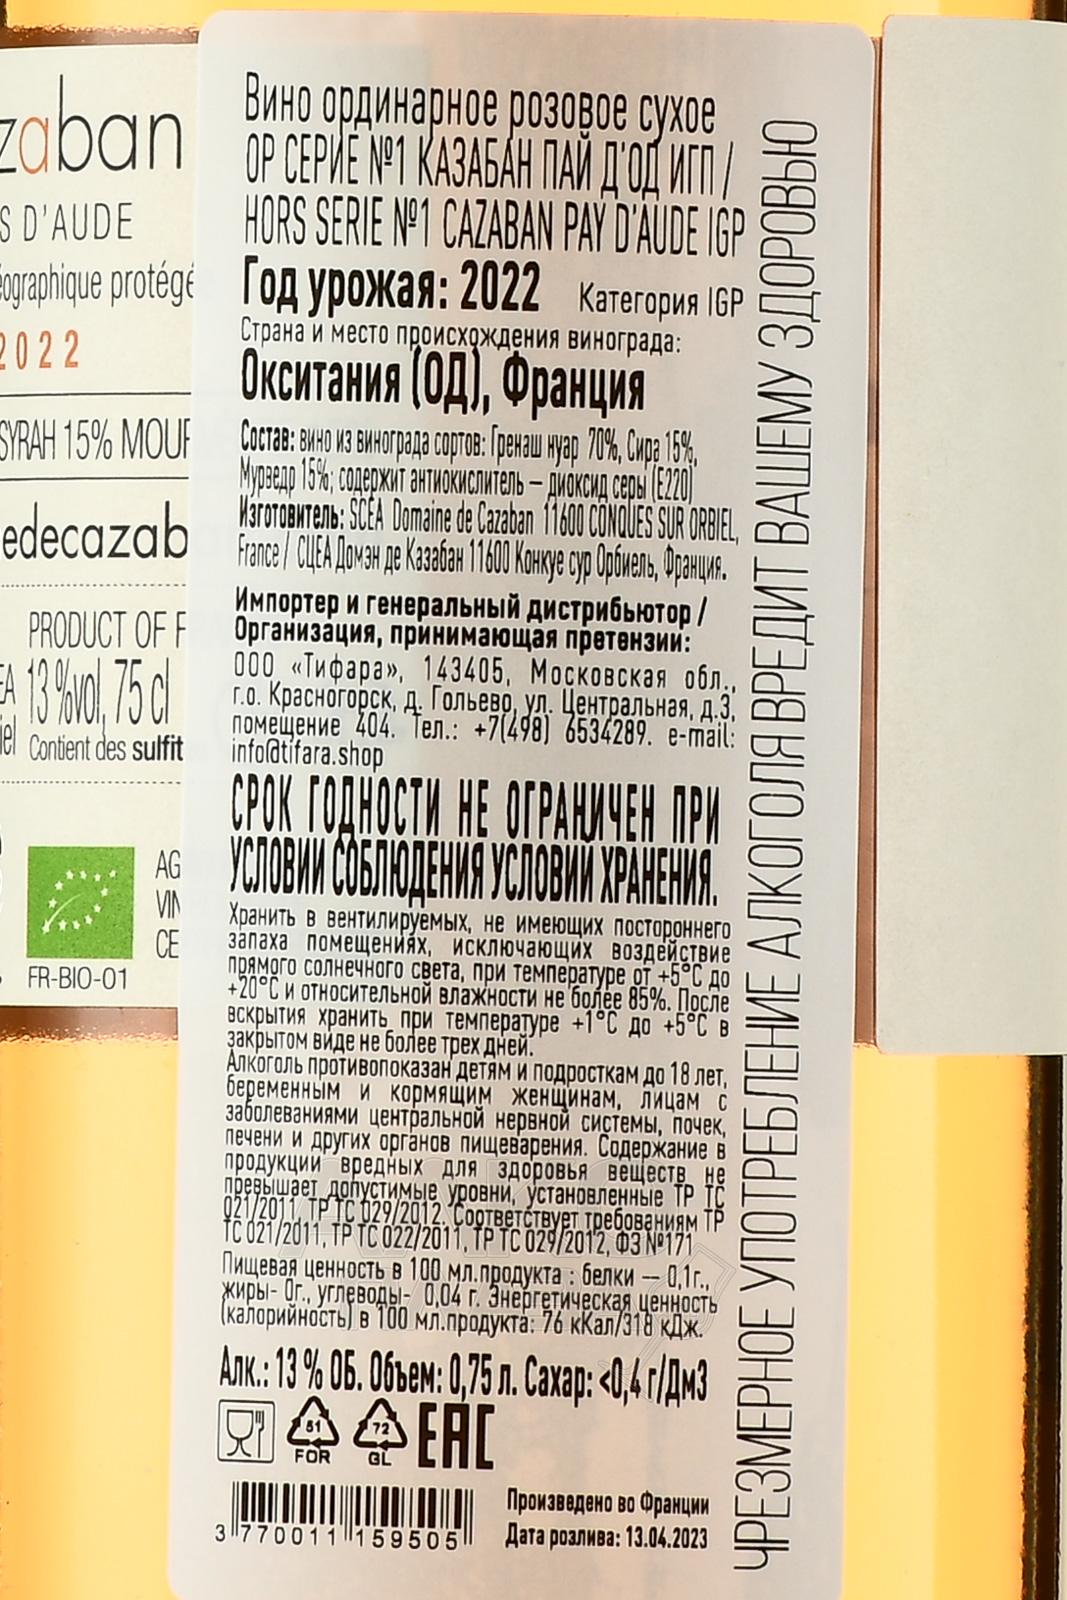 zaban
S D'AUDE
éographique protégé
2022
SYRAH 15% MOUR
edecazab
PRODUCT OF F
EA 13 %vol, 75 cl
iel Contient des sulfit
AG
VIN
CE
FR-BIO-01
Вино ординарное розовое сухое
ОР СЕРИЕ №1 КАЗАБАН ПАЙ Д'ОД ИГП /
HORS SERIE №1 CAZABAN PAY D'AUDE IGP
Год урожая: 2022 Категория IGP
Страна и место происхождения винограда:
Окситания (ОД), Франция
Состав: вино из винограда сортов: Гренаш нуар 70%, Сира 15%,
Мурведр 15%; содержит антиокислитель – диоксид серы (E220)
Изготовитель: SCEA Domaine de Cazaban 11600 CONQUES SUR ORBIEL,
France / СЦЕА Домэн де Казабан 11600 Конкуе сур Орбиель, Франция.
Импортер и генеральный дистрибьютор /
Организация, принимающая претензии:
ООО «Тифара», 143405, Московская обл.,
г.о. Красногорск, д. Гольево, ул. Центральная, д.3,
помещение 404. Тел.: +7(498) 6534289. e-mail:
info@tifara.shop
СРОК ГОДНОСТИ НЕ ОГРАНИЧЕН ПРИ
УСЛОВИИ СОБЛЮДЕНИЯ УСЛОВИЙ ХРАНЕНИЯ.
Хранить в вентилируемых, не имеющих постороннего
запаха помещениях, исключающих воздействие
прямого солнечного света, при температуре от +5°С до
+20°С и относительной влажности не более 85%. После
вскрытия хранить при температуре +1°С до +5°С в
закрытом виде не более трех дней.
Алкоголь противопоказан детям и подросткам до 18 лет,
беременным и кормящим женщинам, лицам с
заболеваниями центральной нервной системы, почек,
печени и других органов пищеварения. Содержание в
продукции вредных для здоровья веществ не
превышает допустимые уровни, установленные ТР ТС
021/2011, ТР ТС 029/2012. Соответствует требованиям ТР
ТС 021/2011, ТР ТС 022/2011, ТР ТС 029/2012, ФЗ №171
Пищевая ценность в 100 мл.продукта : белки — 0,1г.,
жиры- 0г., углеводы- 0,04 г. Энергетическая ценность
(калорийность) в 100 мл.продукта: 76 кКал/318 кДж.
Алк.: 13 % ОБ. Объем: 0,75 л. Сахар: <0,4 г/Дм3
51 72 EAC
FOR GL
Произведено во Франции
Дата розлива: 13.04.2023
3 770011 159505
ЧРЕЗМЕРНОЕ УПОТРЕБЛЕНИЕ АЛКОГОЛЯ ВРЕДИТ ВАШЕМУ ЗДОРОВЬЮ